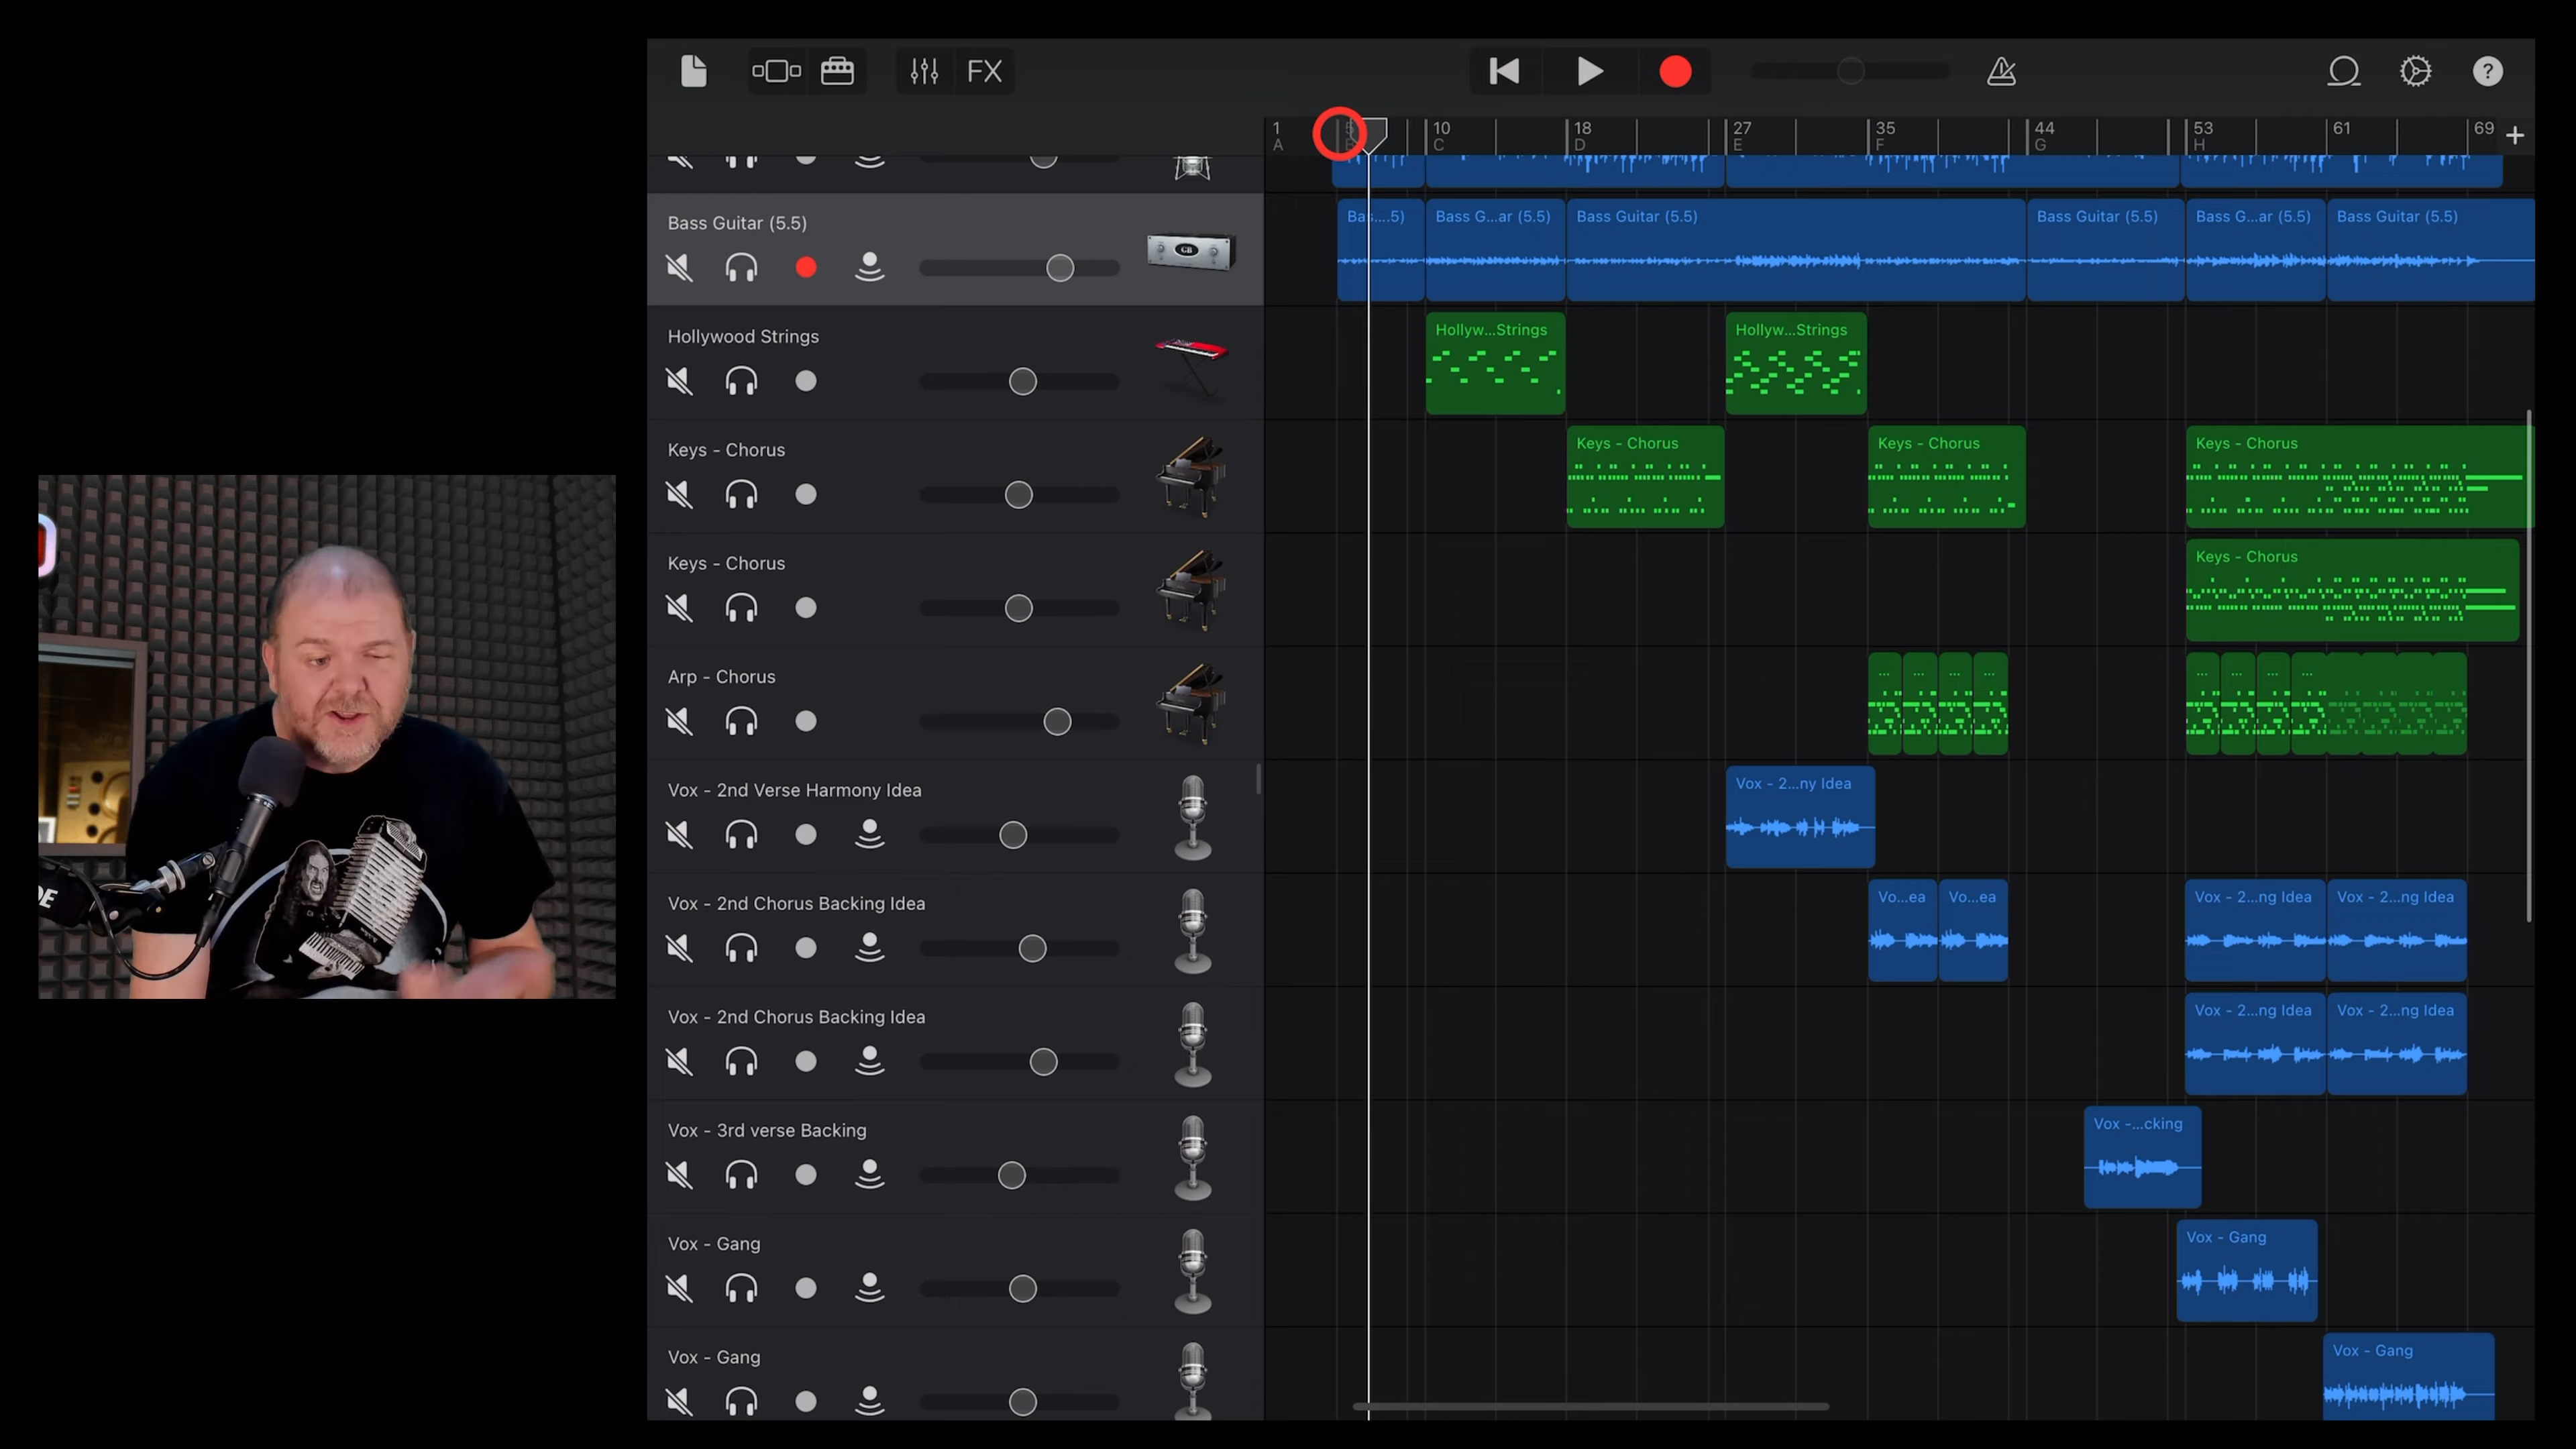 FX
1
A
5
10
C
18
D
27
E
35
F
44
G
53
H
61
69
+
?
Bass Guitar (5.5)
CB
Bas....5)
Bass G...ar (5.5)
Bass Guitar (5.5)
Bass Guitar (5.5)
Bass G...ar (5.5)
Bass Guitar (5.5)
Hollywood Strings
Hollyw...Strings
Hollyw...Strings
Keys - Chorus
Keys - Chorus
Keys - Chorus
Keys - Chorus
Keys - Chorus
Keys - Chorus
Arp - Chorus
...
...
...
...
...
...
...
...
Vox - 2nd Verse Harmony Idea
Vox - 2...ny Idea
Vox - 2nd Chorus Backing Idea
Vo...ea
Vo...ea
Vox - 2...ng Idea
Vox - 2...ng Idea
Vox - 2nd Chorus Backing Idea
Vox - 2...ng Idea
Vox - 2...ng Idea
Vox - 3rd verse Backing
Vox -...cking
Vox - Gang
Vox - Gang
Vox - Gang
Vox - Gang
DE